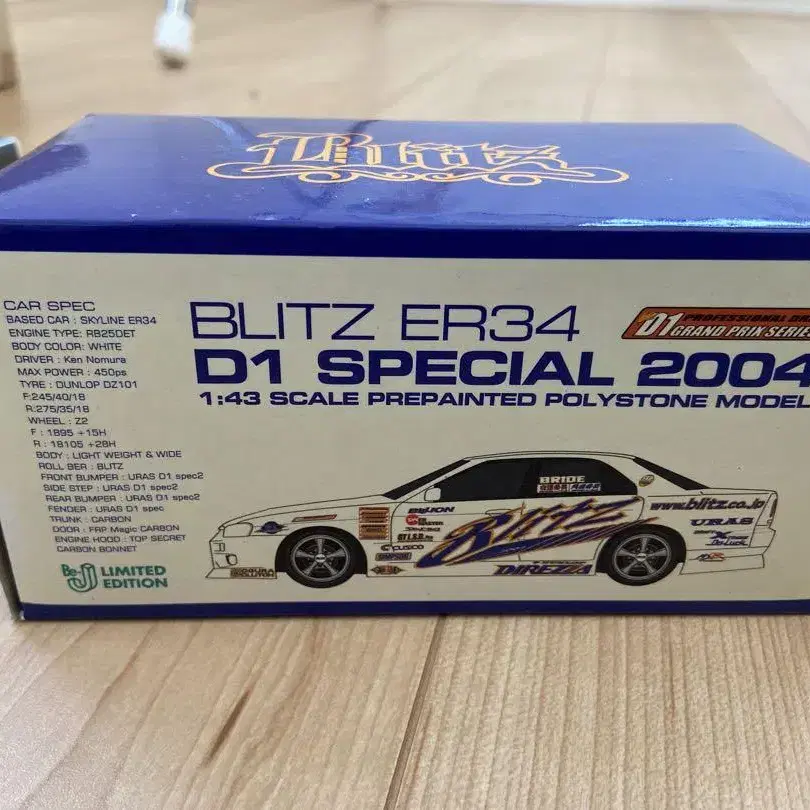 Blitz
CAR SPEC
BASED CAR : SKYLINE ER34
ENGINE TYPE: RB25DET
BODY COLOR: WHITE
DRIVER : Ken Nomura
MAX POWER : 450ps
TYRE : DUNLOP DZ101
F:245/40/18
R:275/35/18
WHEEL : Z2
F : 1895 +15H
R : 18105 +28H
BODY : LIGHT WEIGHT & WIDE
ROLL BER : BLITZ
FRONT BUMPER : URAS D1 spec2
SIDE STEP : URAS D1 spec2
REAR BUMPER : URAS D1 spec2
FENDER : URAS D1 spec
TRUNK : CARBON
DOOR : FRP Magic CARBON
ENGINE HOOD : TOP SECRET
CARBON BONNET
Be-J LIMITED
EDITION
BLITZ ER34
D1 SPECIAL 2004
1:43 SCALE PREPAINTED POLYSTONE MODEL
D1 PROFESSIONAL
GRAND PRIX SERIES
BRIDE
www.blitz.co.jp
URAS
Blitz
CUSCO
DIREZZA